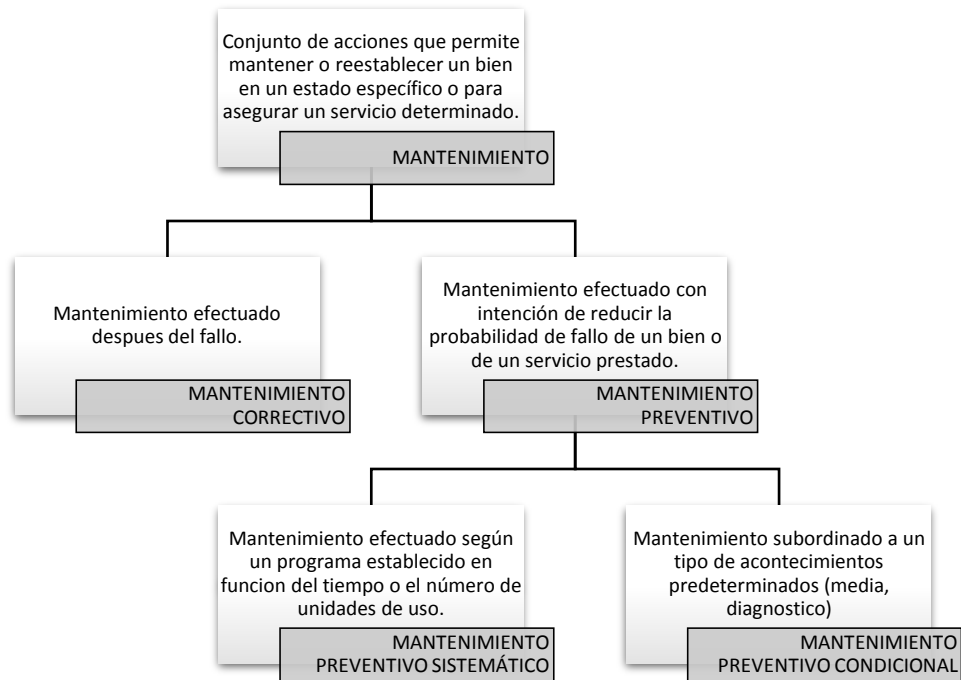 Conjunto de acciones que permite
mantener o reestablecer un bien
en un estado específico o para
asegurar un servicio determinado.
MANTENIMIENTO
Mantenimiento efectuado
despues del fallo.
MANTENIMIENTO
CORRECTIVO
Mantenimiento efectuado con
intención de reducir la
probabilidad de fallo de un bien o
de un servicio prestado.
MANTENIMIENTO
PREVENTIVO
Mantenimiento efectuado según
un programa establecido en
funcion del tiempo o el número de
unidades de uso.
MANTENIMIENTO
PREVENTIVO SISTEMÁTICO
Mantenimiento subordinado a un
tipo de acontecimientos
predeterminados (media,
diagnostico)
MANTENIMIENTO
PREVENTIVO CONDICIONAL